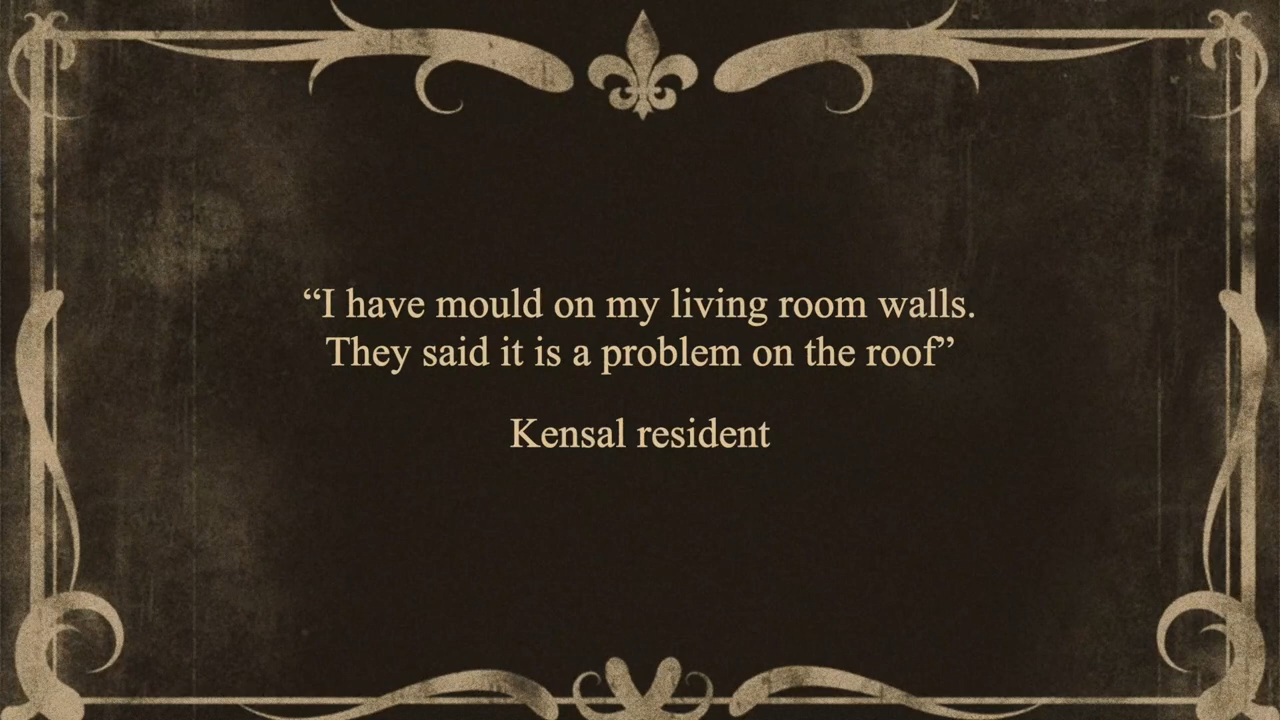 “I have mould on my living room walls.
They said it is a problem on the roof”
Kensal resident